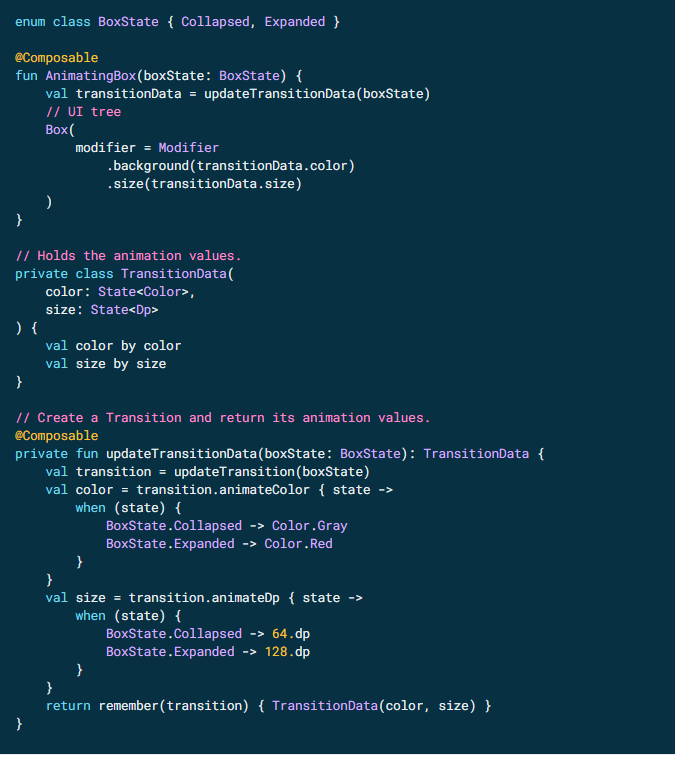 enum class BoxState { Collapsed, Expanded }

@Composable
fun AnimatingBox(boxState: BoxState) {
    val transitionData = updateTransitionData(boxState)
    // UI tree
    Box(
        modifier = Modifier
            .background(transitionData.color)
            .size(transitionData.size)
    )
}

// Holds the animation values.
private class TransitionData(
    color: State<Color>,
    size: State<Dp>
) {
    val color by color
    val size by size
}

// Create a Transition and return its animation values.
@Composable
private fun updateTransitionData(boxState: BoxState): TransitionData {
    val transition = updateTransition(boxState)
    val color = transition.animateColor { state ->
        when (state) {
            BoxState.Collapsed -> Color.Gray
            BoxState.Expanded -> Color.Red
        }
    }
    val size = transition.animateDp { state ->
        when (state) {
            BoxState.Collapsed -> 64.dp
            BoxState.Expanded -> 128.dp
        }
    }
    return remember(transition) { TransitionData(color, size) }
}